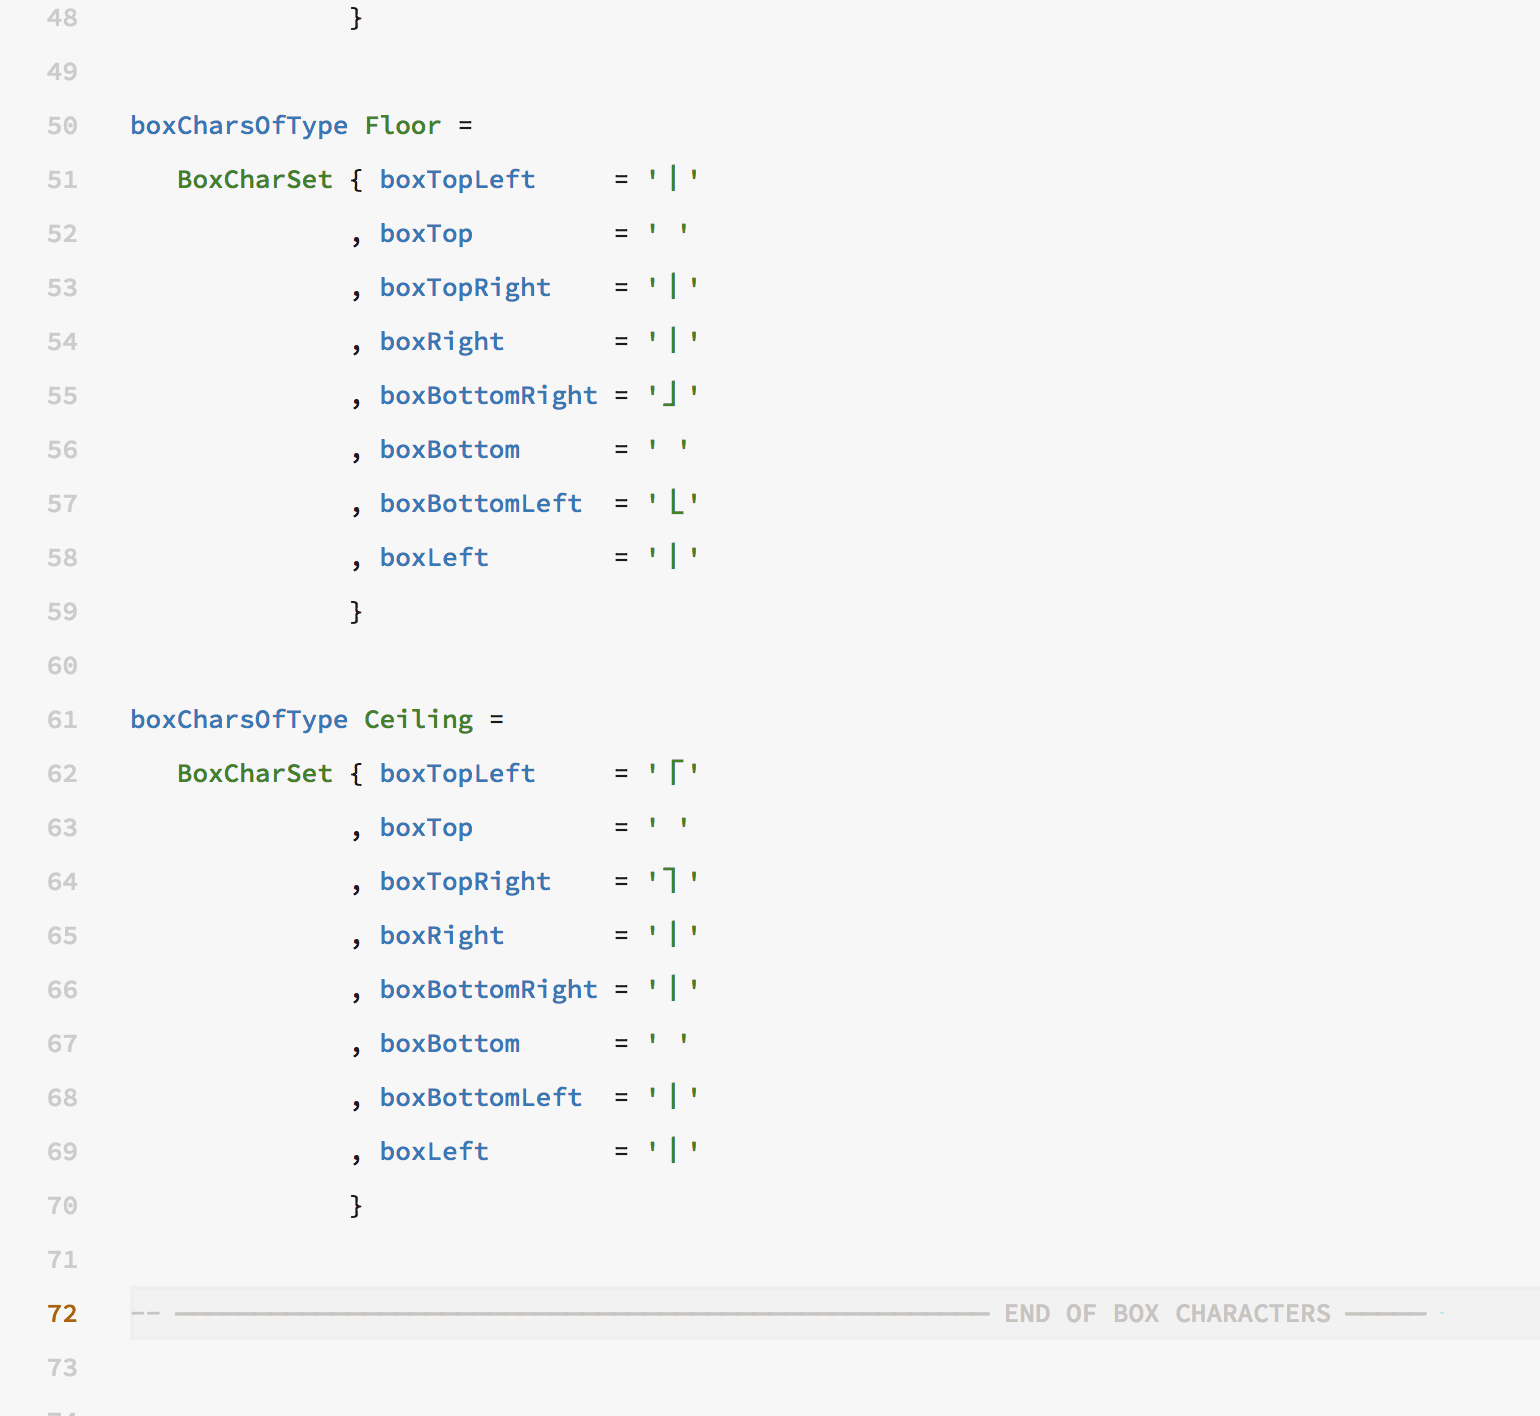 48                  }
49
50    boxCharsOfType Floor =
51       BoxCharSet { boxTopLeft     = '⎢'
52                  , boxTop         = ' '
53                  , boxTopRight    = '⎥'
54                  , boxRight       = '⎥'
55                  , boxBottomRight = '⎦'
56                  , boxBottom      = ' '
57                  , boxBottomLeft  = '⎣'
58                  , boxLeft        = '⎢'
59                  }
60
61    boxCharsOfType Ceiling =
62       BoxCharSet { boxTopLeft     = '⎡'
63                  , boxTop         = ' '
64                  , boxTopRight    = '⎤'
65                  , boxRight       = '⎥'
66                  , boxBottomRight = '⎥'
67                  , boxBottom      = ' '
68                  , boxBottomLeft  = '⎢'
69                  , boxLeft        = '⎢'
70                  }
71
72    -- ──────────────────────────────────────────────────── END OF BOX CHARACTERS ─────
73